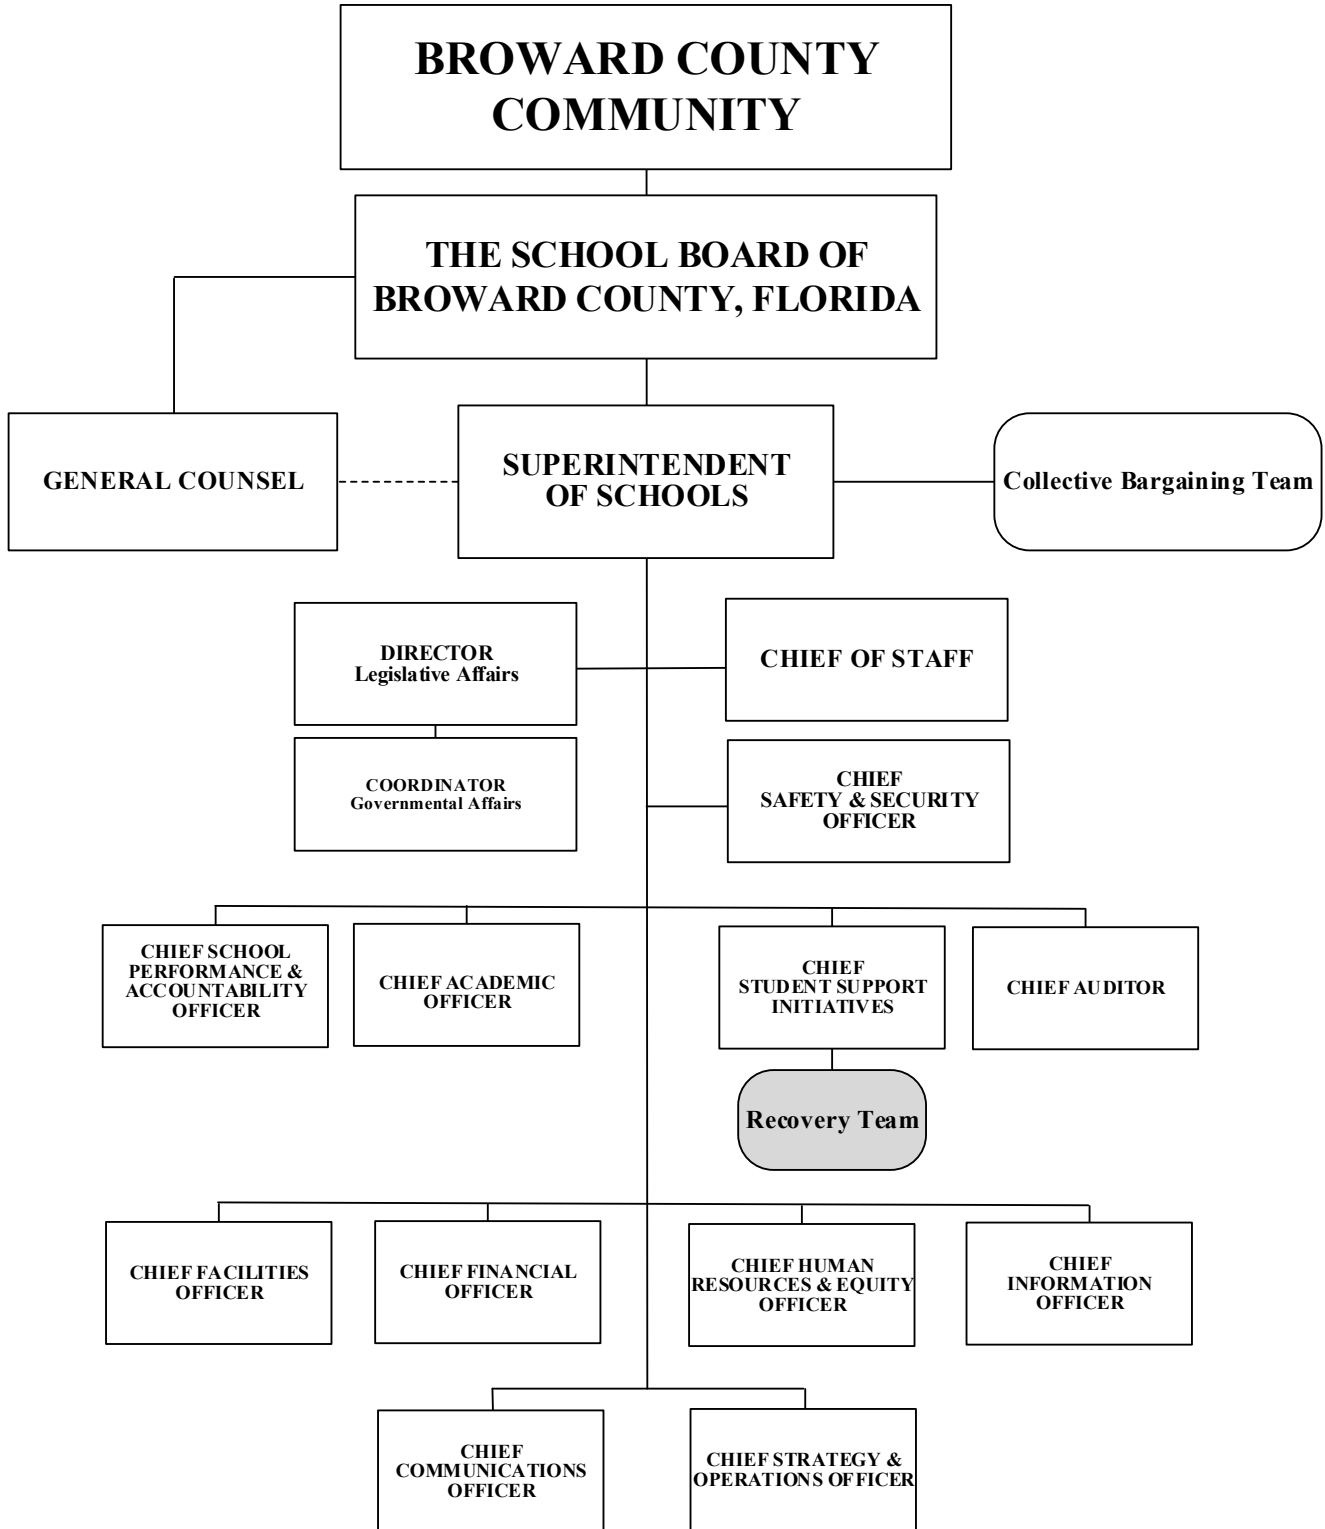 BROWARD COUNTY
COMMUNITY
THE SCHOOL BOARD OF
BROWARD COUNTY, FLORIDA
GENERAL COUNSEL
SUPERINTENDENT
OF SCHOOLS
Collective Bargaining Team
DIRECTOR
Legislative Affairs
CHIEF OF STAFF
COORDINATOR
Governmental Affairs
CHIEF
SAFETY & SECURITY
OFFICER
CHIEF SCHOOL
PERFORMANCE &
ACCOUNTABILITY
OFFICER
CHIEF ACADEMIC
OFFICER
CHIEF
STUDENT SUPPORT
INITIATIVES
CHIEF AUDITOR
Recovery Team
CHIEF FACILITIES
OFFICER
CHIEF FINANCIAL
OFFICER
CHIEF HUMAN
RESOURCES & EQUITY
OFFICER
CHIEF
INFORMATION
OFFICER
CHIEF
COMMUNICATIONS
OFFICER
CHIEF STRATEGY &
OPERATIONS OFFICER